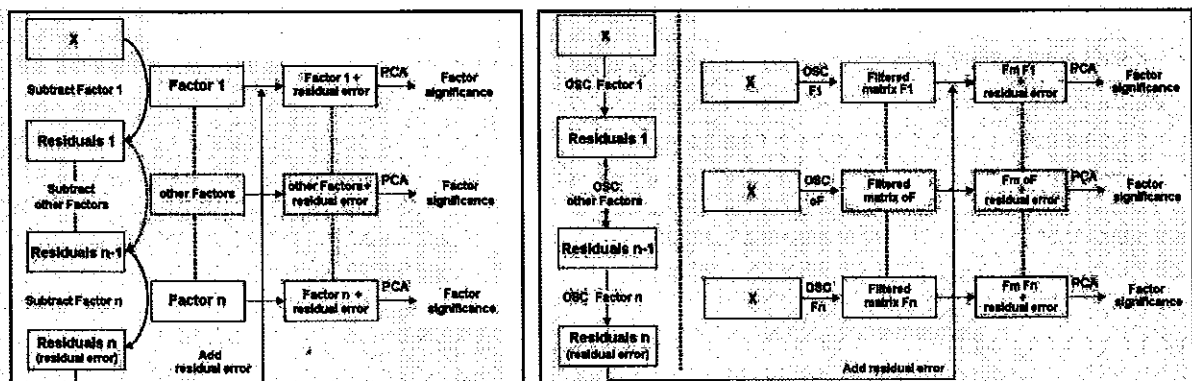 X
Subtract Factor 1
Residuals 1
Subtract
other Factors
Residuals n-1
Subtract Factor n
Residuals n
(residual error)
Factor 1
other Factors
Factor n
Add
residual error
Factor 1 +
residual error
other Factors+
residual error
Factor n +
residual error
PCA
Factor
significance
PCA
Factor
significance
PCA
Factor
significance
X
OSC Factor 1
Residuals 1
OSC
other Factors
Residuals n-1
OSC Factor n
Residuals n
(residual error)
Add residual error
X
OSC
F1
Filtered
matrix F1
Fm F1
+
residual error
PCA
Factor
significance
X
OSC
oF
Filtered
matrix oF
Fm oF
+
residual error
PCA
Factor
significance
X
OSC
Fn
Filtered
matrix Fn
Fm Fn
+
residual error
PCA
Factor
significance